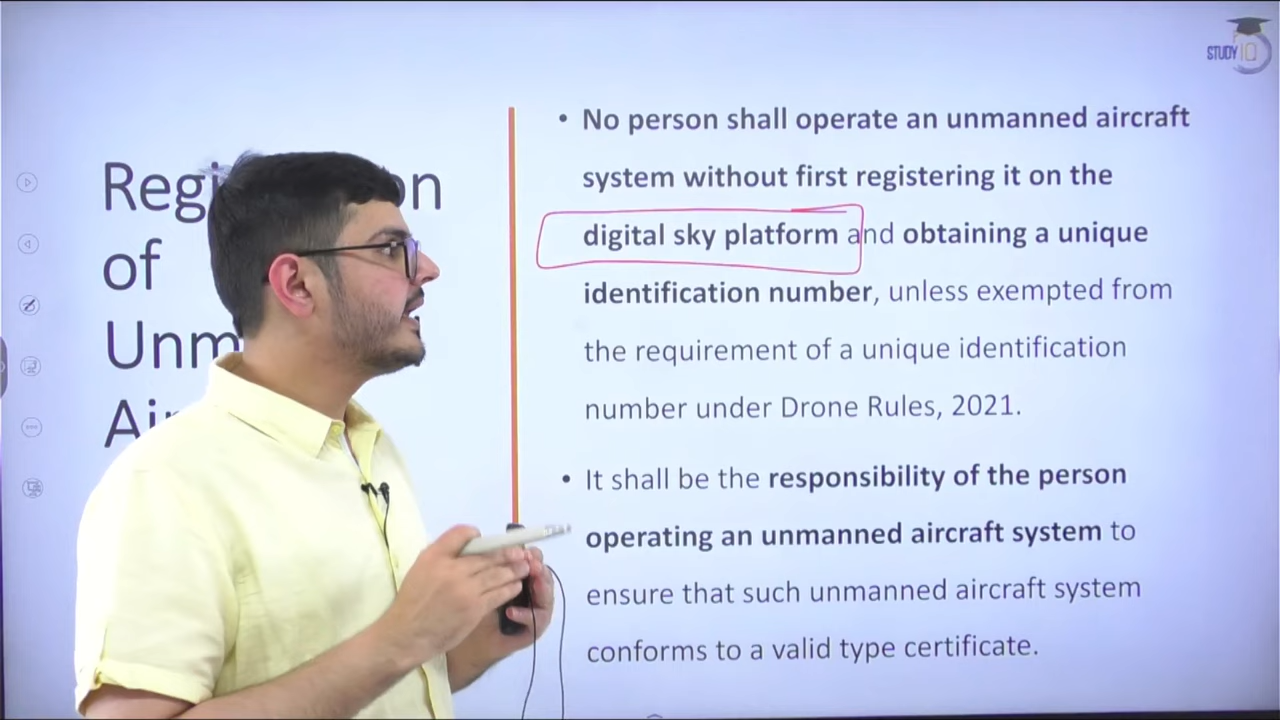 STUDY IQ
of
• No person shall operate an unmanned aircraft
system without first registering it on the
digital sky platform and obtaining a unique
identification number, unless exempted from
the requirement of a unique identification
number under Drone Rules, 2021.
• It shall be the responsibility of the person
operating an unmanned aircraft system to
ensure that such unmanned aircraft system
conforms to a valid type certificate.